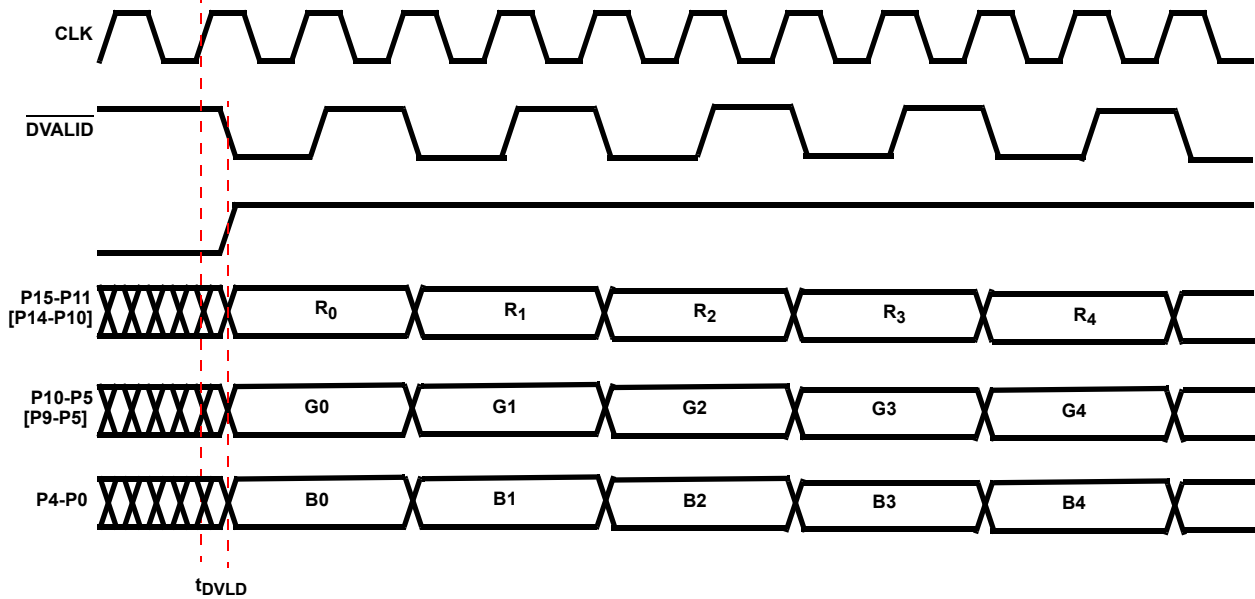 CLK
DVALID
P15-P11
[P14-P10]
R0 R1 R2 R3 R4
P10-P5
[P9-P5]
G0 G1 G2 G3 G4
P4-P0
B0 B1 B2 B3 B4
tDVLD